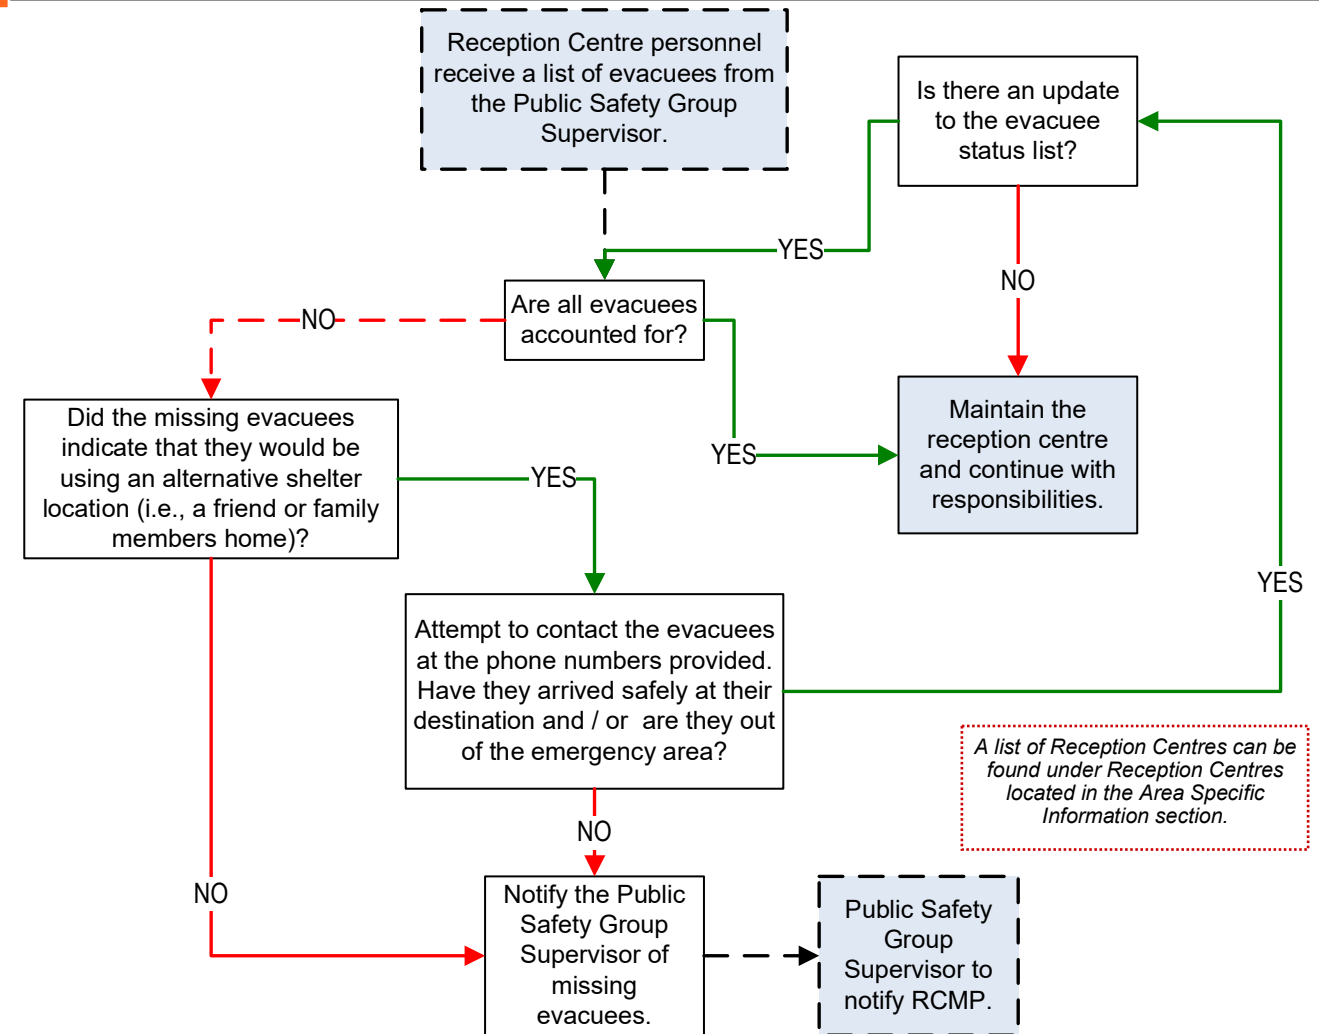 Reception Centre personnel
receive a list of evacuees from
the Public Safety Group
Supervisor.
Is there an update
to the evacuee
status list?
YES
NO
Are all evacuees
accounted for?
NO
YES
Maintain the
reception centre
and continue with
responsibilities.
Did the missing evacuees
indicate that they would be
using an alternative shelter
location (i.e., a friend or family
members home)?
YES
YES
Attempt to contact the evacuees
at the phone numbers provided.
Have they arrived safely at their
destination and / or  are they out
of the emergency area?
A list of Reception Centres can be
found under Reception Centres
located in the Area Specific
Information section.
NO
NO
Notify the Public
Safety Group
Supervisor of
missing
evacuees.
Public Safety
Group
Supervisor to
notify RCMP.